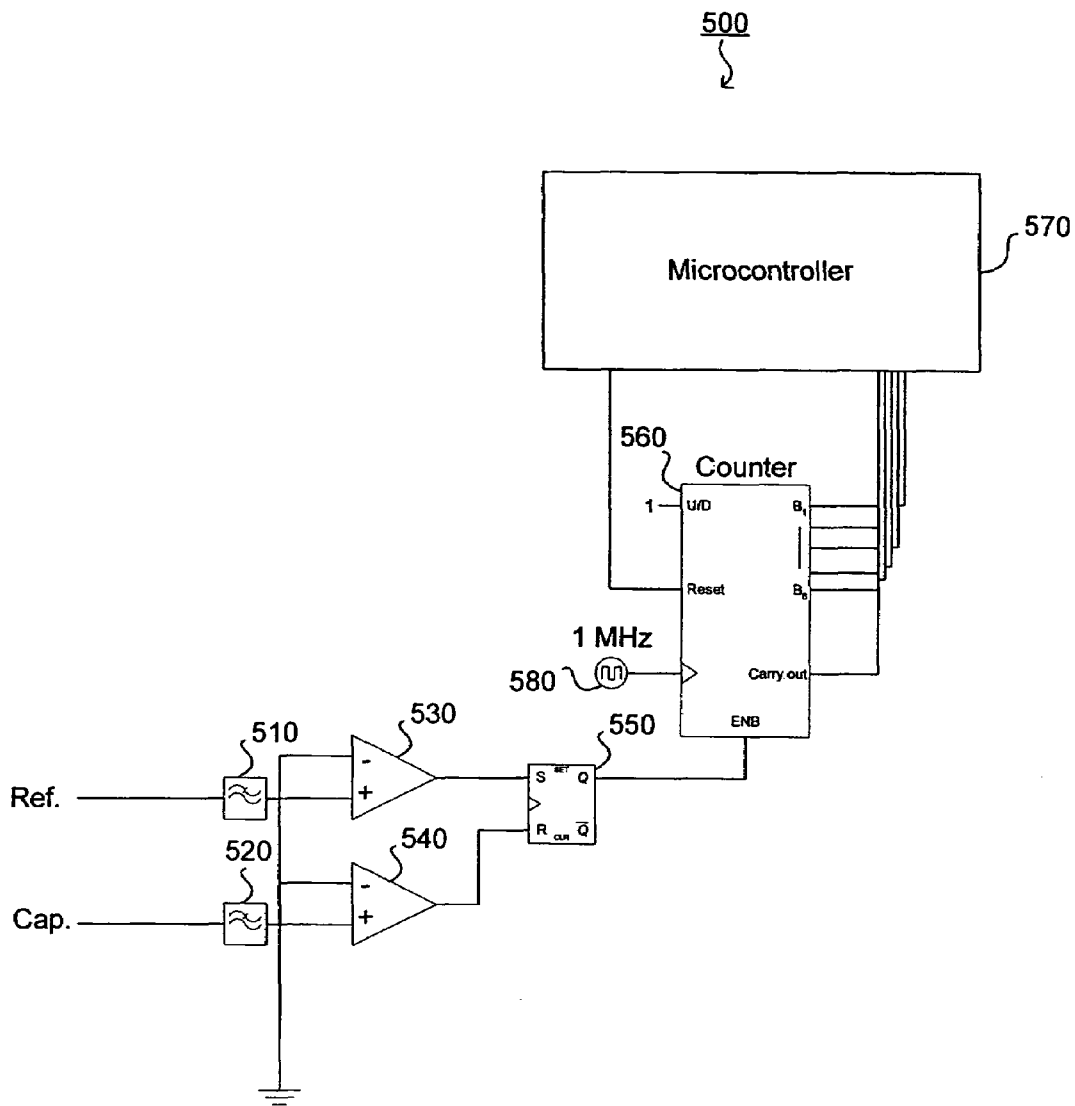 500
570
Microcontroller
560
Counter
1 U/D B1
Reset B8
1 MHz
580
Carry out
ENB
510
530
550
Ref.
-
+
S SET Q
R CLR Q̅
520
540
Cap.
-
+